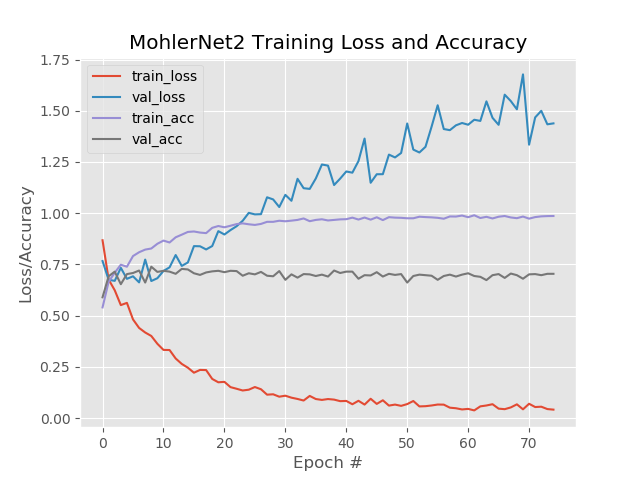 MohlerNet2 Training Loss and Accuracy
train_loss
val_loss
train_acc
val_acc
Loss/Accuracy
1.75
1.50
1.25
1.00
0.75
0.50
0.25
0.00
0 10 20 30 40 50 60 70
Epoch #